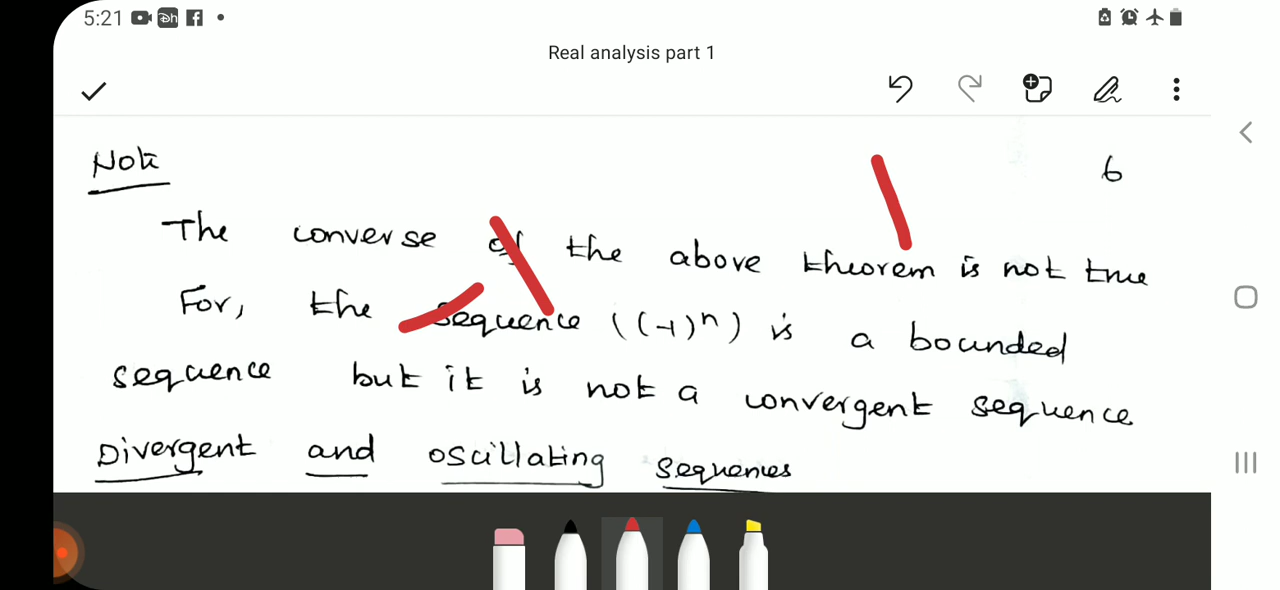 5:21
Real analysis part 1
Note
6
The converse of the above theorem is not true
For, the sequence ((-1)^n) is a bounded
sequence but it is not a convergent sequence
Divergent and oscillating sequences